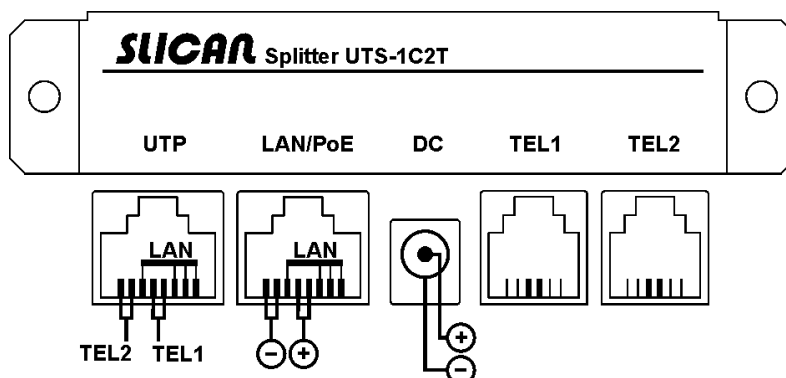 SLICAN Splitter UTS-1C2T
UTP LAN/PoE DC TEL1 TEL2
LAN LAN
TEL2 TEL1 - + +
-